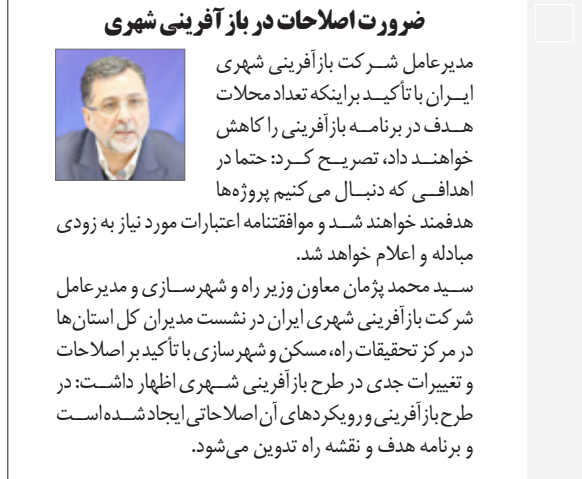 ضرورت اصلاحات در بازآفرینی شهری
مدیرعامل شرکت بازآفرینی شهری
ایران با تأکید بر اینکه تعداد محلات
هدف در برنامه بازآفرینی را کاهش
خواهند داد، تصریح کرد: حتما در
اهدافی که دنبال می‌کنیم پروژه‌ها
هدفمند خواهند شد و موافقتنامه اعتبارات مورد نیاز به زودی
مبادله و اعلام خواهد شد.
سید محمد پژمان معاون وزیر راه و شهرسازی و مدیرعامل
شرکت بازآفرینی شهری ایران در نشست مدیران کل استان‌ها
در مرکز تحقیقات راه، مسکن و شهرسازی با تأکید بر اصلاحات
و تغییرات جدی در طرح بازآفرینی شهری اظهار داشت: در
طرح بازآفرینی و رویکردهای آن اصلاحاتی ایجاد شده است
و برنامه هدف و نقشه راه تدوین می‌شود.